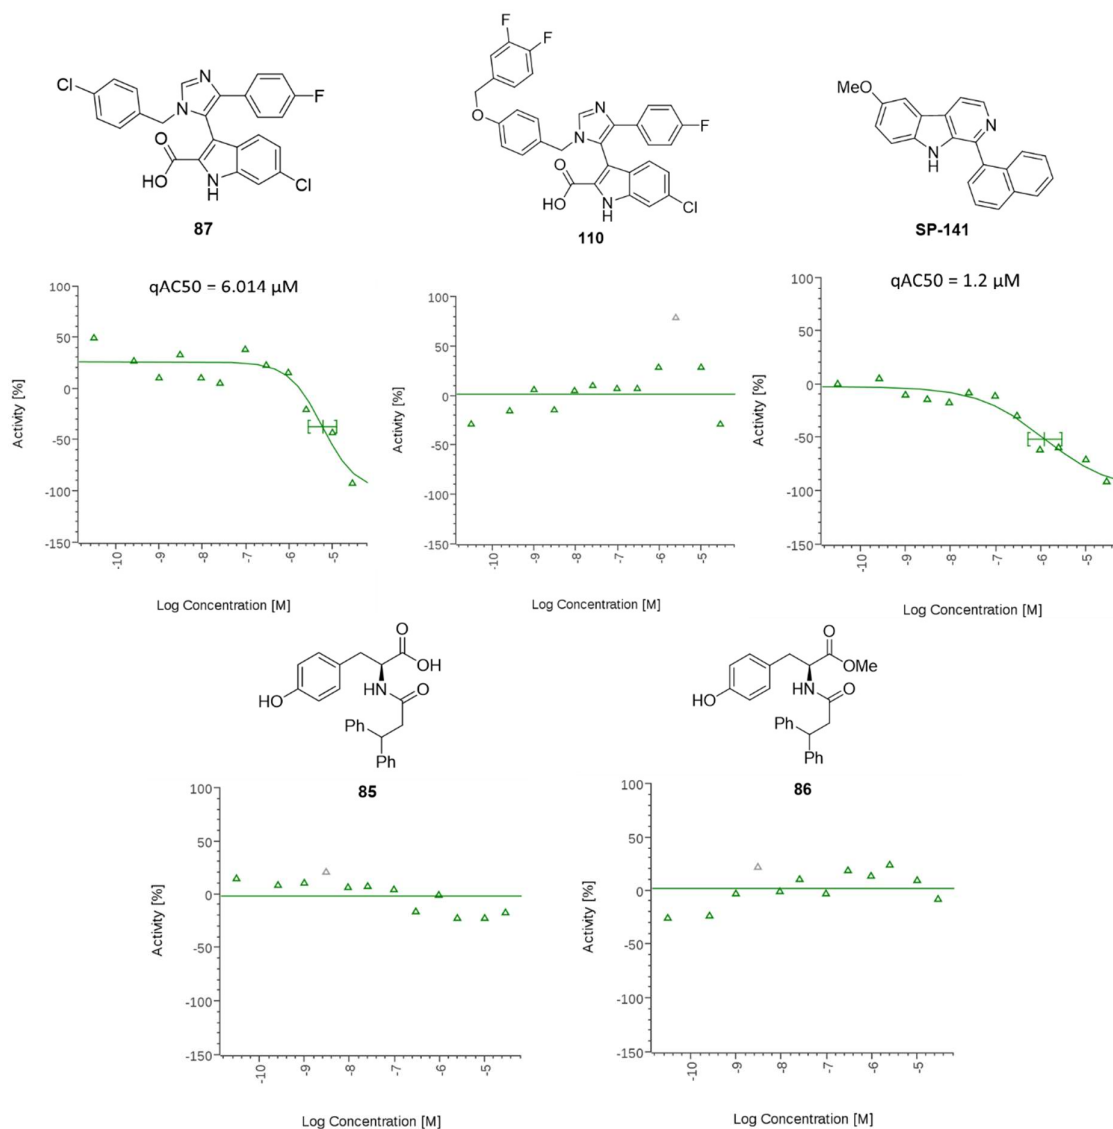 Cl
N
N
F
O
HO
N
H
Cl
87
F
F
O
N
N
F
O
HO
N
H
Cl
110
MeO
N
N
H
SP-141
qAC50 = 6.014 µM
Activity [%]
100
50
0
-50
-100
-150
-10
-9
-8
-7
-6
-5
Log Concentration [M]
Activity [%]
100
50
0
-50
-100
-150
-10
-9
-8
-7
-6
-5
Log Concentration [M]
qAC50 = 1.2 µM
Activity [%]
100
50
0
-50
-100
-150
-10
-9
-8
-7
-6
-5
Log Concentration [M]
O
OH
HO
HN
O
Ph
Ph
85
Activity [%]
100
50
0
-50
-100
-150
-10
-9
-8
-7
-6
-5
Log Concentration [M]
O
OMe
HO
HN
O
Ph
Ph
86
Activity [%]
100
50
0
-50
-100
-150
-10
-9
-8
-7
-6
-5
Log Concentration [M]